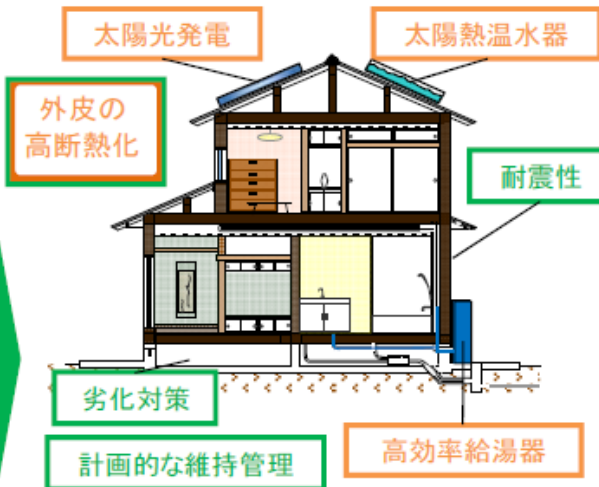 太陽光発電
太陽熱温水器
外皮の
高断熱化
耐震性
劣化対策
計画的な維持管理
高効率給湯器